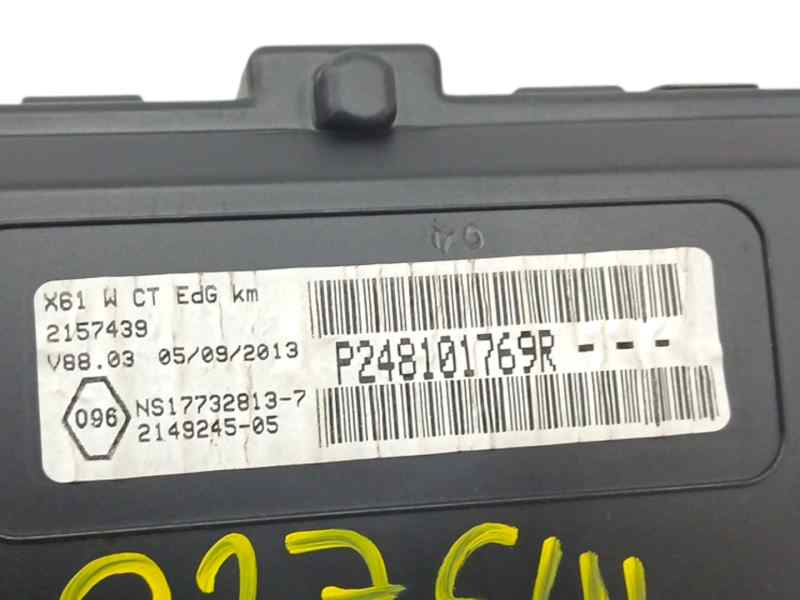 X61 W CT EdG km
2157439
V88.03 05/09/2013
P248101769R - - -
096
NS17732813-7
2149245-05